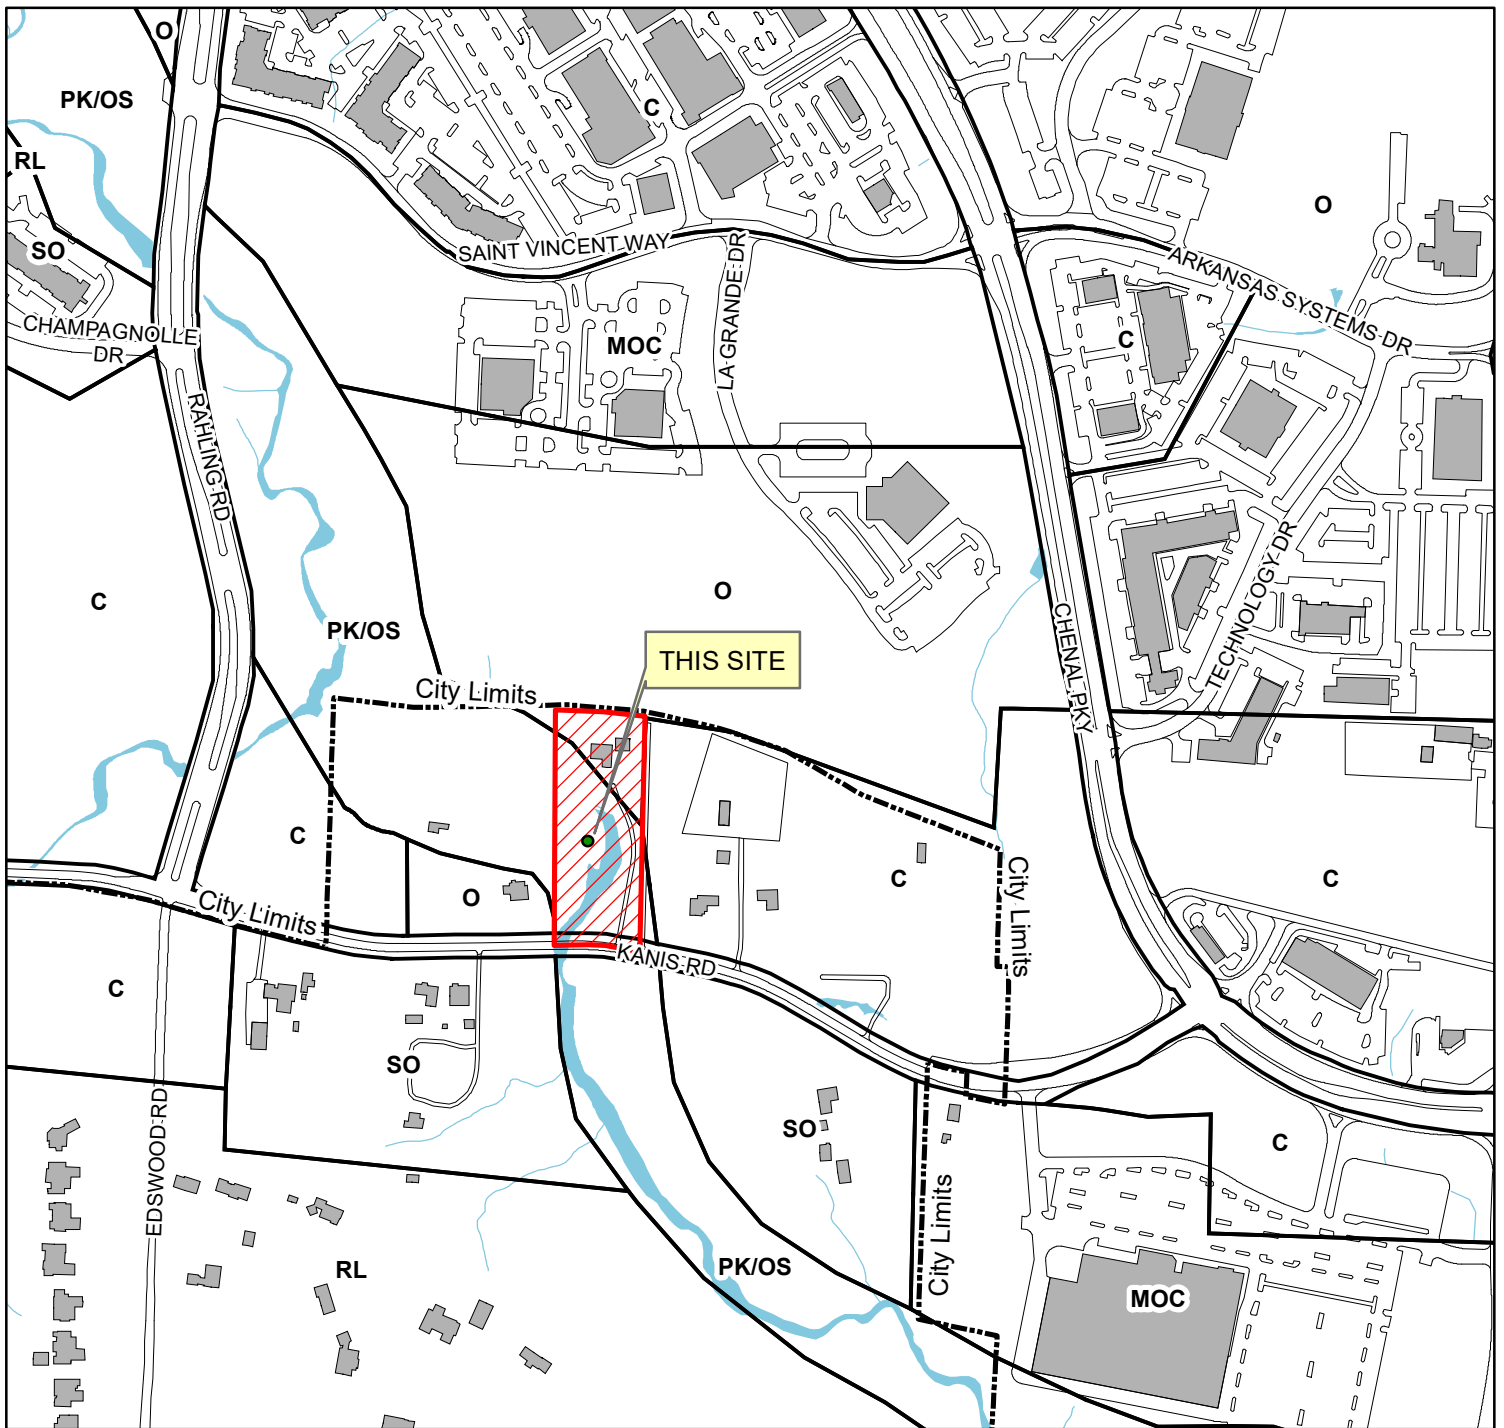 O
PK/OS
C
RL
O
SO
SAINT VINCENT WAY
LA GRANDE DR
ARKANSAS SYSTEMS DR
CHAMPAGNOLLE
DR
MOC
C
RAHLING RD
C
O
PK/OS
CHENAL PKY
TECHNOLOGY DR
THIS SITE
City Limits
C
O
C
C
City Limits
City Limits
KANIS RD
C
SO
EDSWOOD RD
SO
C
City Limits
RL
PK/OS
MOC